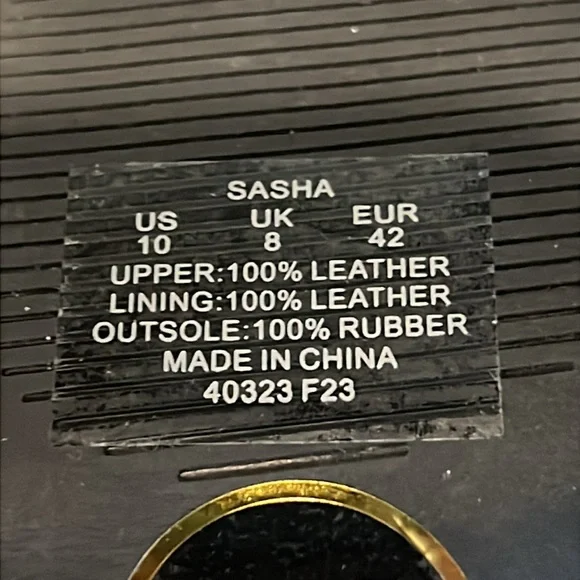 SASHA
US UK EUR
10 8 42
UPPER:100% LEATHER
LINING:100% LEATHER
OUTSOLE:100% RUBBER
MADE IN CHINA
40323 F23